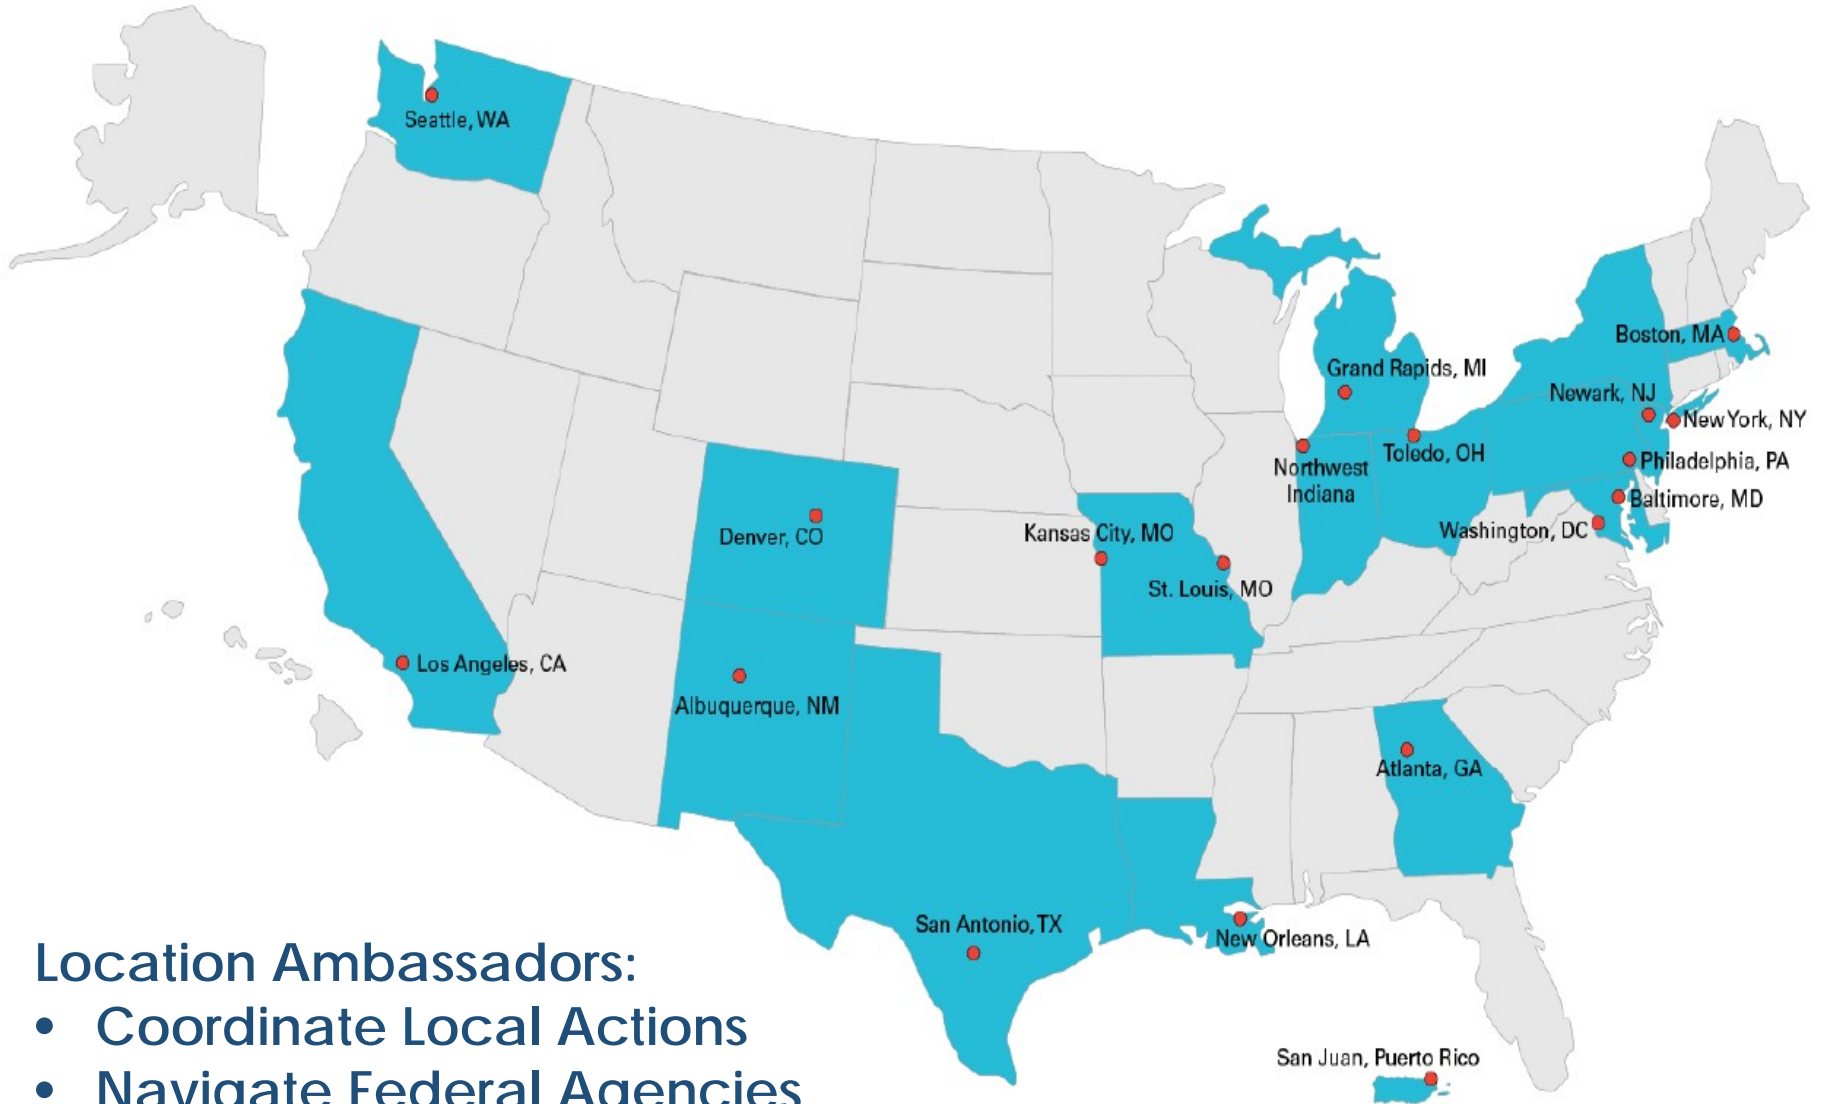 Seattle, WA
Boston, MA
Grand Rapids, MI
Newark, NJ
New York, NY
Northwest
Indiana
Toledo, OH
Philadelphia, PA
Baltimore, MD
Washington, DC
Denver, CO
Kansas City, MO
St. Louis, MO
Los Angeles, CA
Albuquerque, NM
Atlanta, GA
San Antonio, TX
New Orleans, LA
San Juan, Puerto Rico
Location Ambassadors:
• Coordinate Local Actions
• Navigate Federal Agencies